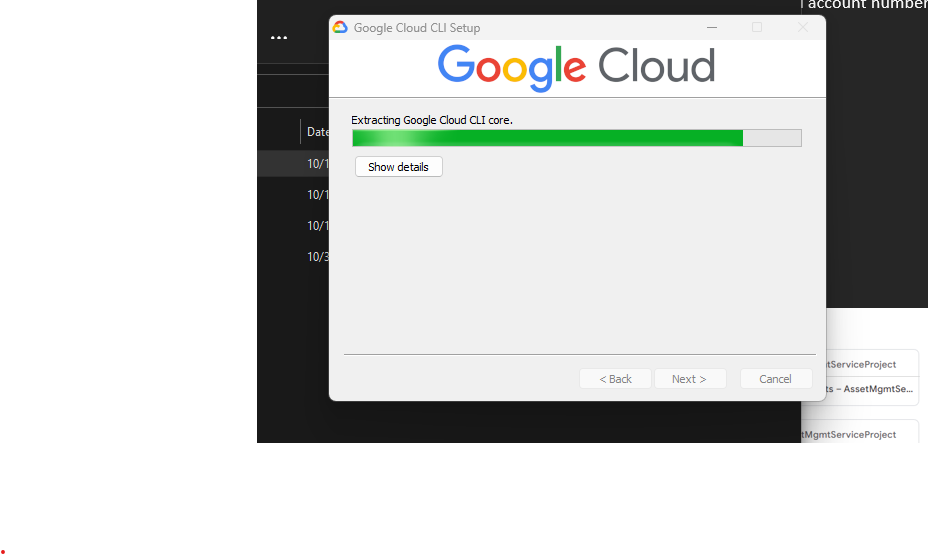 account number
Google Cloud CLI Setup
...
Google Cloud
Extracting Google Cloud CLI core.
Date
10/1
Show details
10/1
10/1
10/3
tServiceProject
< Back
Next >
Cancel
ts – AssetMgmtSe...
tMgmtServiceProject